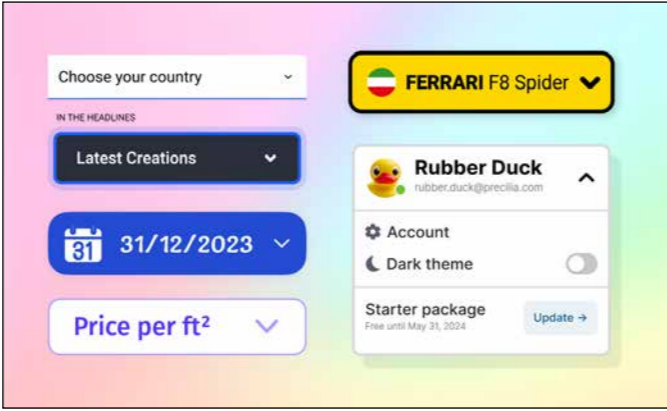 Choose your country
IN THE HEADLINES
Latest Creations
31
31/12/2023
Price per ft²
FERRARI F8 Spider
Rubber Duck
rubber.duck@precilia.com
Account
Dark theme
Starter package
Free until May 31, 2024
Update →